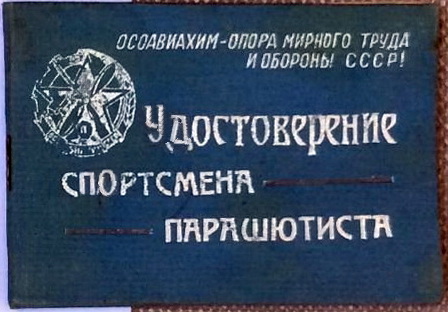 ОСОАВИАХИМ-ОПОРА МИРНОГО ТРУДА
И ОБОРОНЫ СССР!
Удостоверение
СПОРТСМЕНА
ПАРАШЮТИСТА